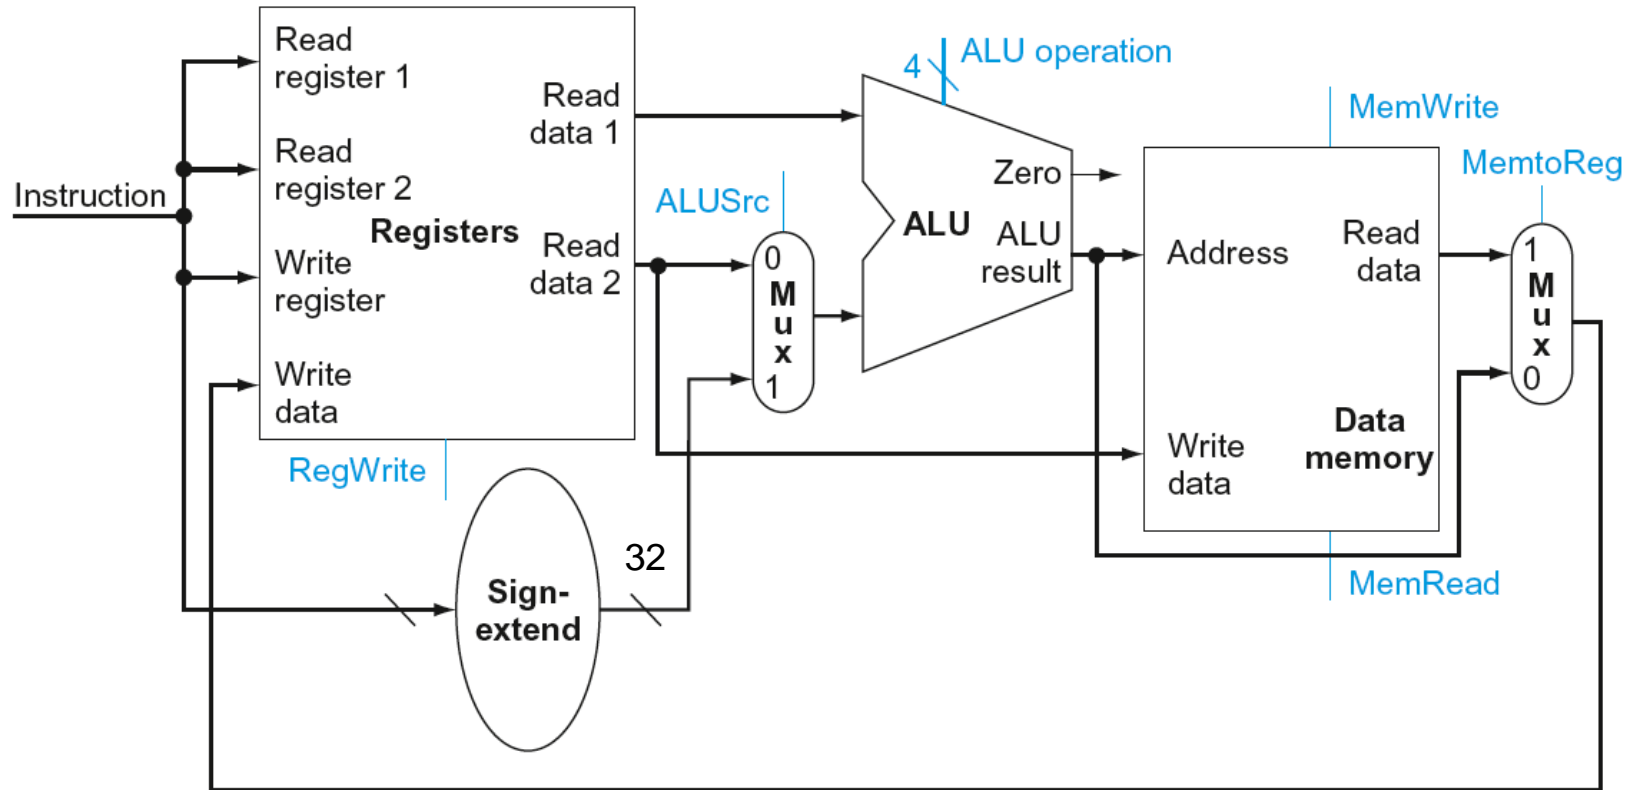 Instruction
Read
register 1
Read
register 2
Registers
Write
register
Write
data
Read
data 1
Read
data 2
RegWrite
Sign-
extend
32
ALUSrc
0
M
u
x
1
4
ALU operation
Zero
ALU
ALU
result
MemWrite
Address
Read
data
Write
data
Data
memory
MemRead
MemtoReg
1
M
u
x
0